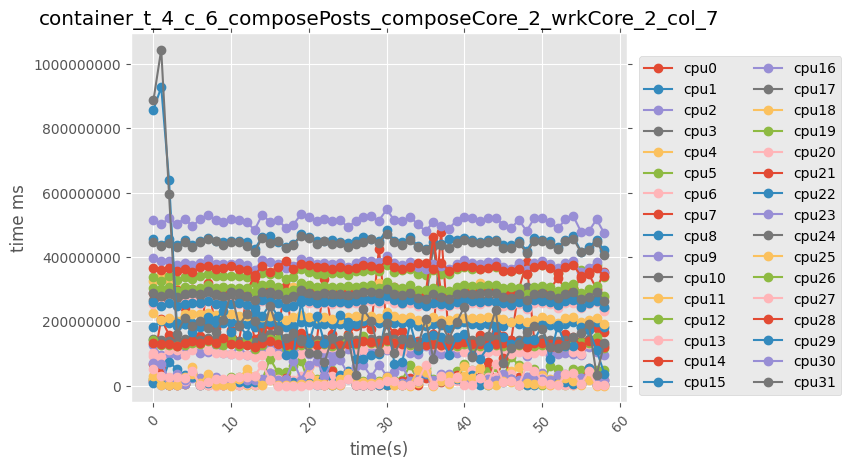 container_t_4_c_6_composePosts_composeCore_2_wrkCore_2_col_7
time ms
1000000000
800000000
600000000
400000000
200000000
0
0 10 20 30 40 50 60
time(s)
cpu0 cpu16
cpu1 cpu17
cpu2 cpu18
cpu3 cpu19
cpu4 cpu20
cpu5 cpu21
cpu6 cpu22
cpu7 cpu23
cpu8 cpu24
cpu9 cpu25
cpu10 cpu26
cpu11 cpu27
cpu12 cpu28
cpu13 cpu29
cpu14 cpu30
cpu15 cpu31